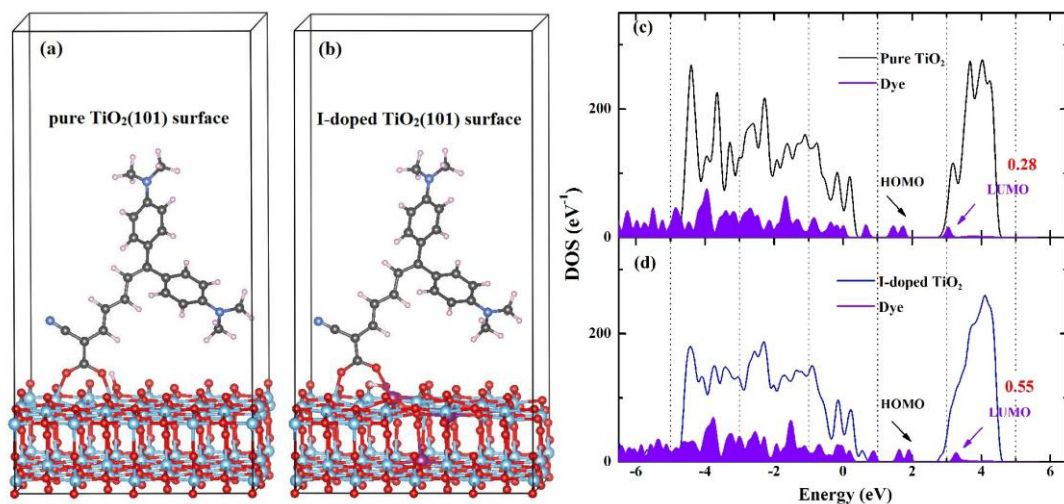 (a)
pure TiO₂(101) surface
(b)
I-doped TiO₂(101) surface
DOS (eV⁻¹)
(c)
Pure TiO₂
Dye
200
0
HOMO
0.28
LUMO
(d)
I-doped TiO₂
Dye
200
0
HOMO
0.55
LUMO
-6 -4 -2 0 2 4 6
Energy (eV)